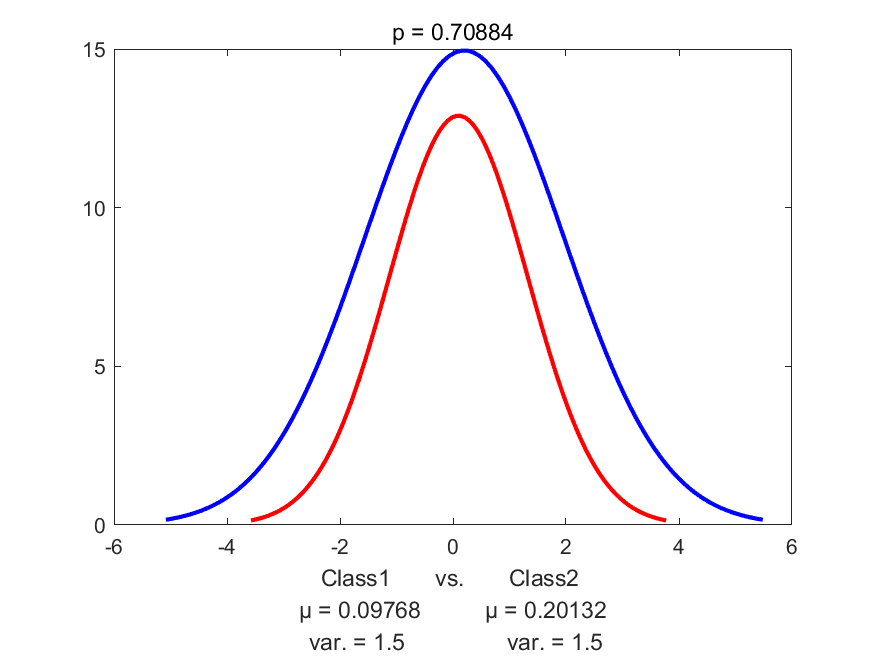 p = 0.70884
15
10
5
0
-6 -4 -2 0 2 4 6
Class1 vs. Class2
μ = 0.09768 μ = 0.20132
var. = 1.5 var. = 1.5